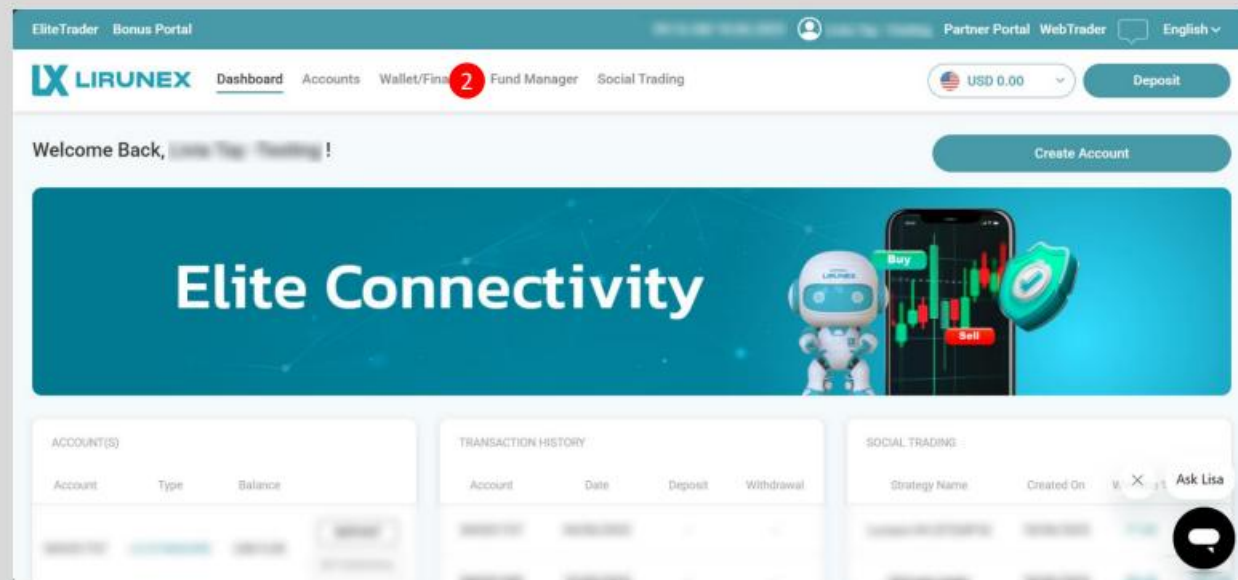 EliteTrader Bonus Portal Partner Portal WebTrader English
LX LIRUNEX Dashboard Accounts Wallet/Fina 2 Fund Manager Social Trading USD 0.00 Deposit
Welcome Back, ! Create Account
Elite Connectivity
LIRUNEX
Buy
Sell
ACCOUNT(S)
Account Type Balance
TRANSACTION HISTORY
Account Date Deposit Withdrawal
SOCIAL TRADING
Strategy Name Created On
Ask Lisa